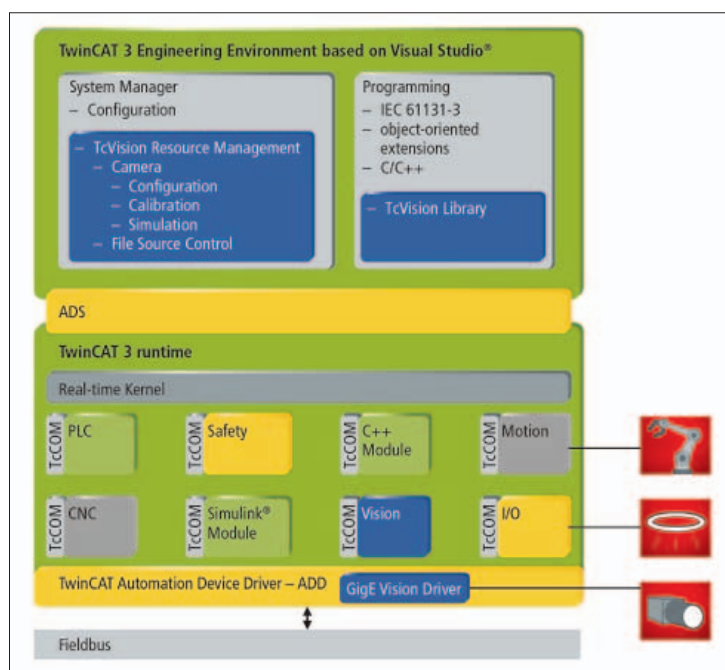 TwinCAT 3 Engineering Environment based on Visual Studio®
System Manager
– Configuration
– TcVision Resource Management
– Camera
– Configuration
– Calibration
– Simulation
– File Source Control
Programming
– IEC 61131-3
– object-oriented
extensions
– C/C++
– TcVision Library
ADS
TwinCAT 3 runtime
Real-time Kernel
TcCOM
PLC
TcCOM
Safety
TcCOM
C++
Module
TcCOM
Motion
TcCOM
CNC
TcCOM
Simulink®
Module
TcCOM
Vision
TcCOM
I/O
TwinCAT Automation Device Driver – ADD
GigE Vision Driver
Fieldbus